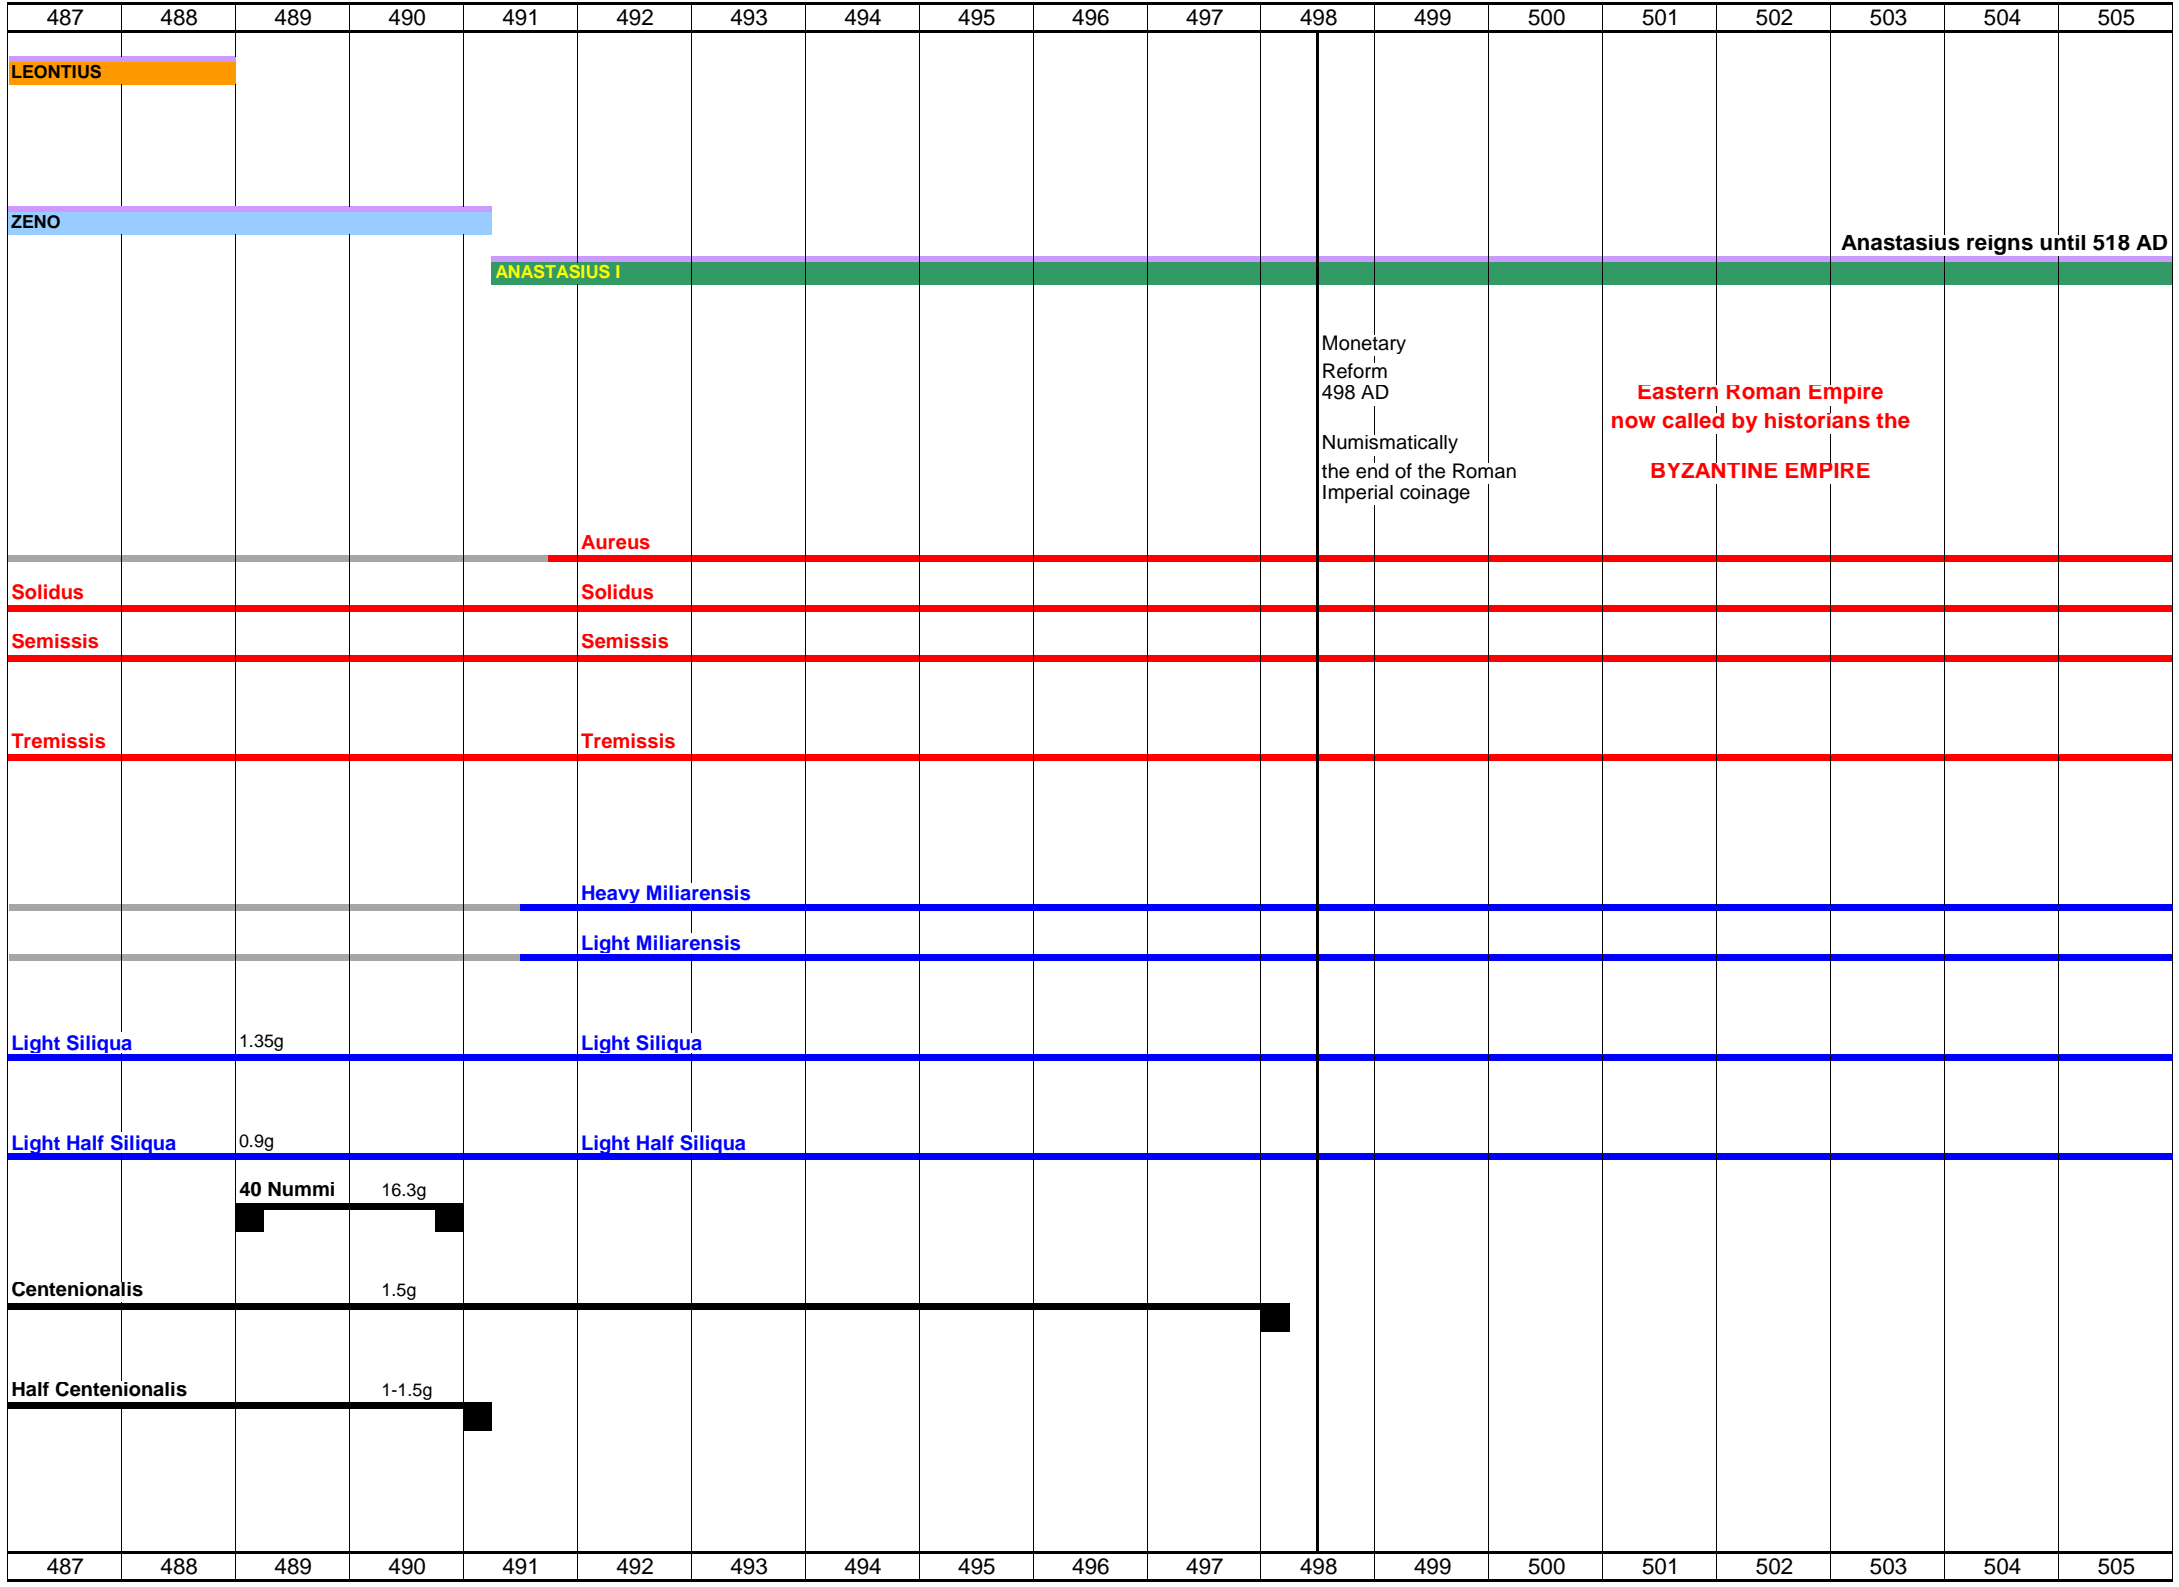 487 488 489 490 491 492 493 494 495 496 497 498 499 500 501 502 503 504 505
LEONTIUS
ZENO
Anastasius reigns until 518 AD
ANASTASIUS I
Monetary
Reform
498 AD
Numismatically
the end of the Roman
Imperial coinage
Eastern Roman Empire
now called by historians the
BYZANTINE EMPIRE
Aureus
Solidus Solidus
Semissis Semissis
Tremissis Tremissis
Heavy Miliarensis
Light Miliarensis
Light Siliqua 1.35g Light Siliqua
Light Half Siliqua 0.9g Light Half Siliqua
40 Nummi 16.3g
Centenionalis 1.5g
Half Centenionalis 1-1.5g
487 488 489 490 491 492 493 494 495 496 497 498 499 500 501 502 503 504 505